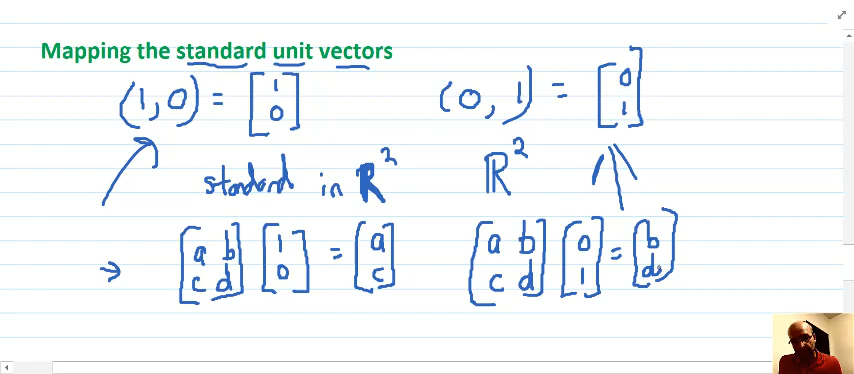 Mapping the standard unit vectors
(1, 0) = [1 0] (0, 1) = [0 1]
standard in ℝ² ℝ²
→ [a b c d] [1 0] = [a c] [a b c d] [0 1] = [b d]